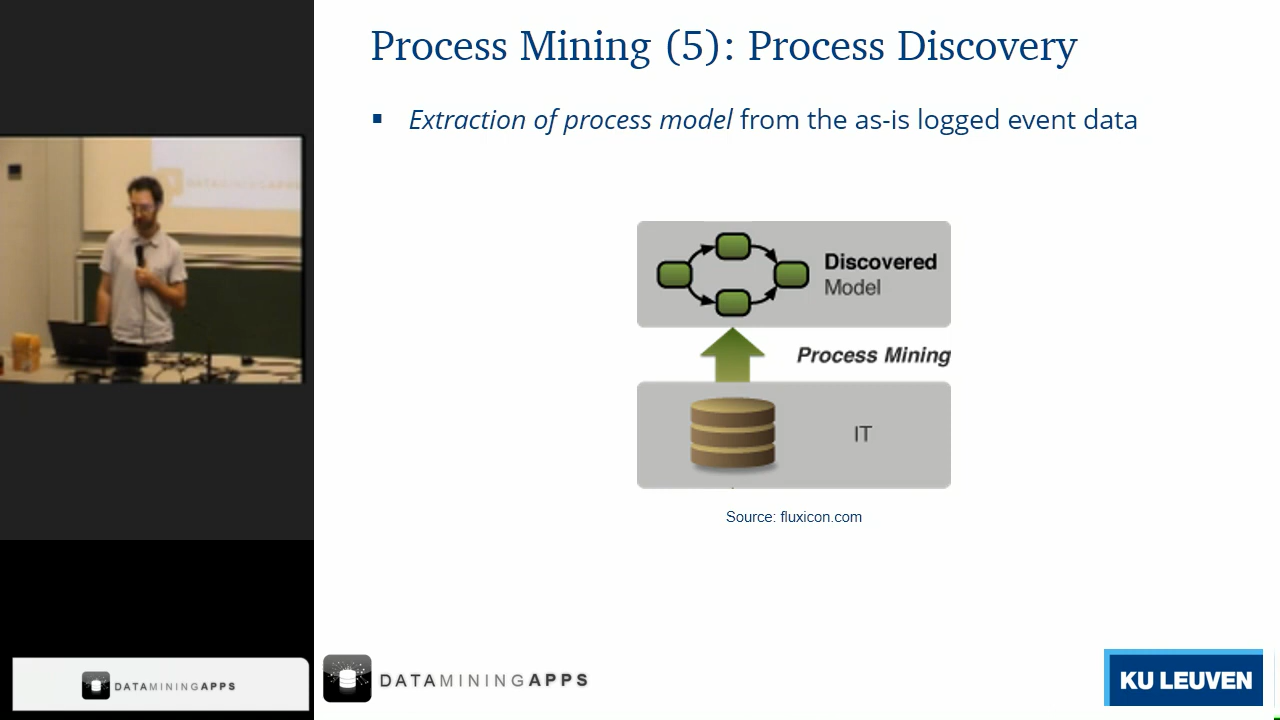 Process Mining (5): Process Discovery
▪ Extraction of process model from the as-is logged event data
Discovered
Model
Process Mining
IT
Source: fluxicon.com
DATAMININGAPPS
DATAMININGAPPS
KU LEUVEN